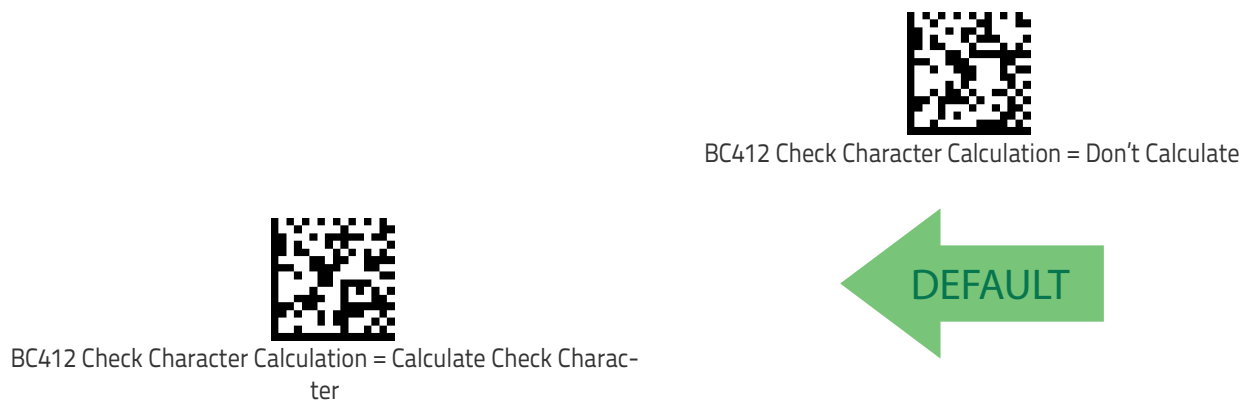 BC412 Check Character Calculation = Don’t Calculate
BC412 Check Character Calculation = Calculate Check Charac-
ter
DEFAULT